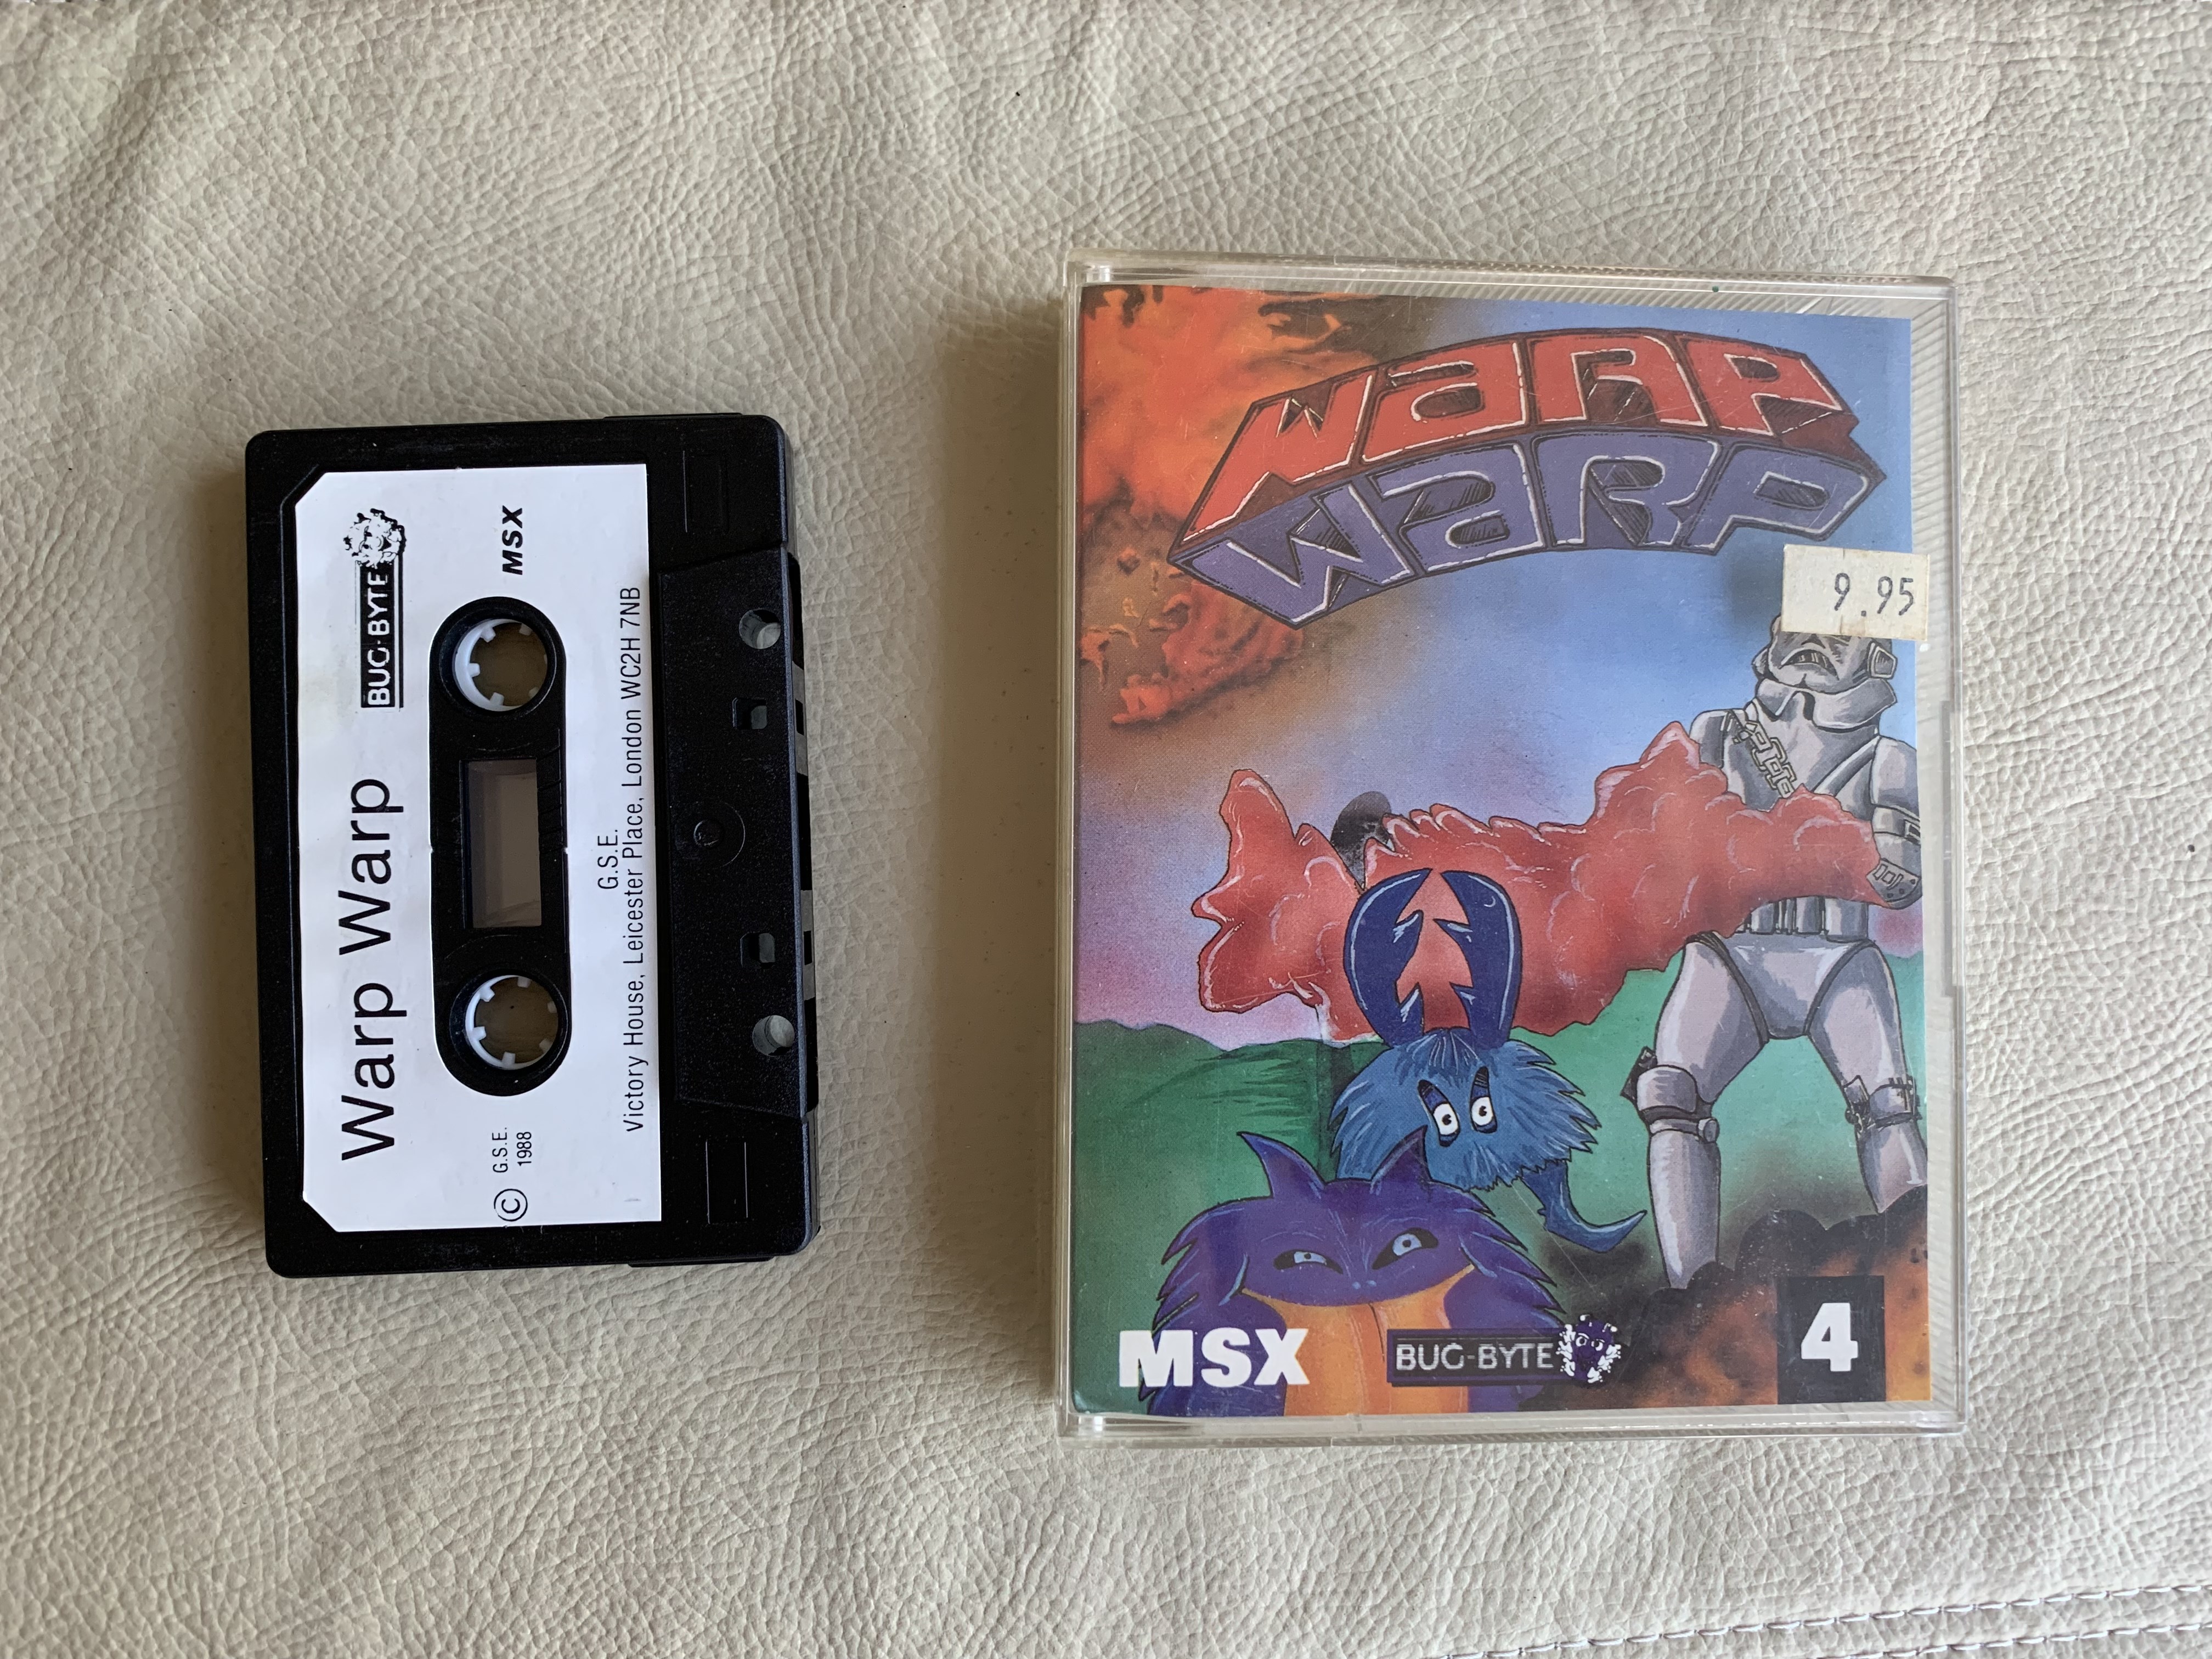 Warp Warp
BUG-BYTE
MSX
© G.S.E.
1988
G.S.E.
Victory House, Leicester Place, London WC2H 7NB
WARP
WARP
9.95
MSX
BUG-BYTE
4